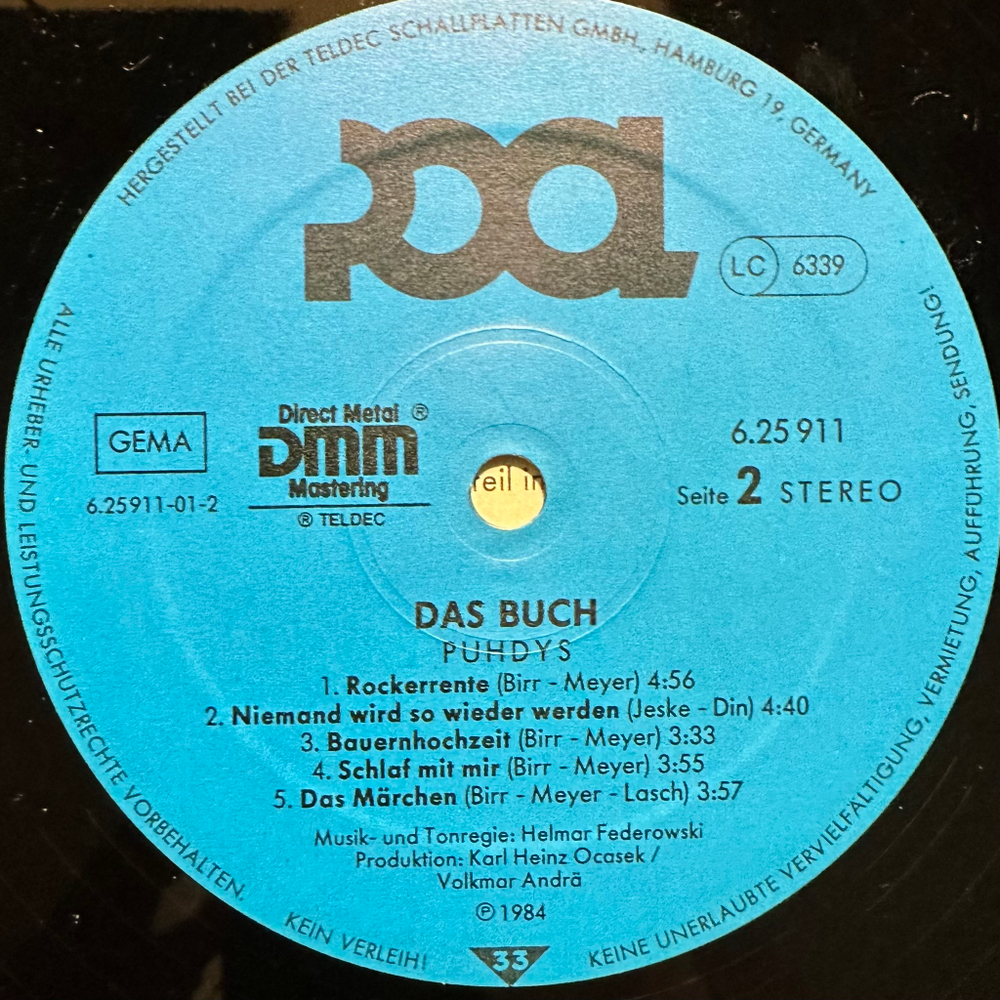 HERGESTELLT BEI DER TELDEC SCHALLPLATTEN GMBH., HAMBURG 19, GERMANY
POOL
LC 6339
GEMA
6.25911-01-2
Direct Metal ®
DMM
Mastering
® TELDEC
6.25 911
Seite 2 STEREO
reil in
DAS BUCH
PUHDYS
1. Rockerrente (Birr - Meyer) 4:56
2. Niemand wird so wieder werden (Jeske - Din) 4:40
3. Bauernhochzeit (Birr - Meyer) 3:33
4. Schlaf mit mir (Birr - Meyer) 3:55
5. Das Märchen (Birr - Meyer - Lasch) 3:57
Musik- und Tonregie: Helmar Federowski
Produktion: Karl Heinz Ocasek /
Volkmar Andrä
℗ 1984
33
ALLE URHEBER- UND LEISTUNGSSCHUTZRECHTE VORBEHALTEN.
KEIN VERLEIH!
KEINE UNERLAUBTE VERVIELFÄLTIGUNG, VERMIETUNG, AUFFÜHRUNG, SENDUNG!